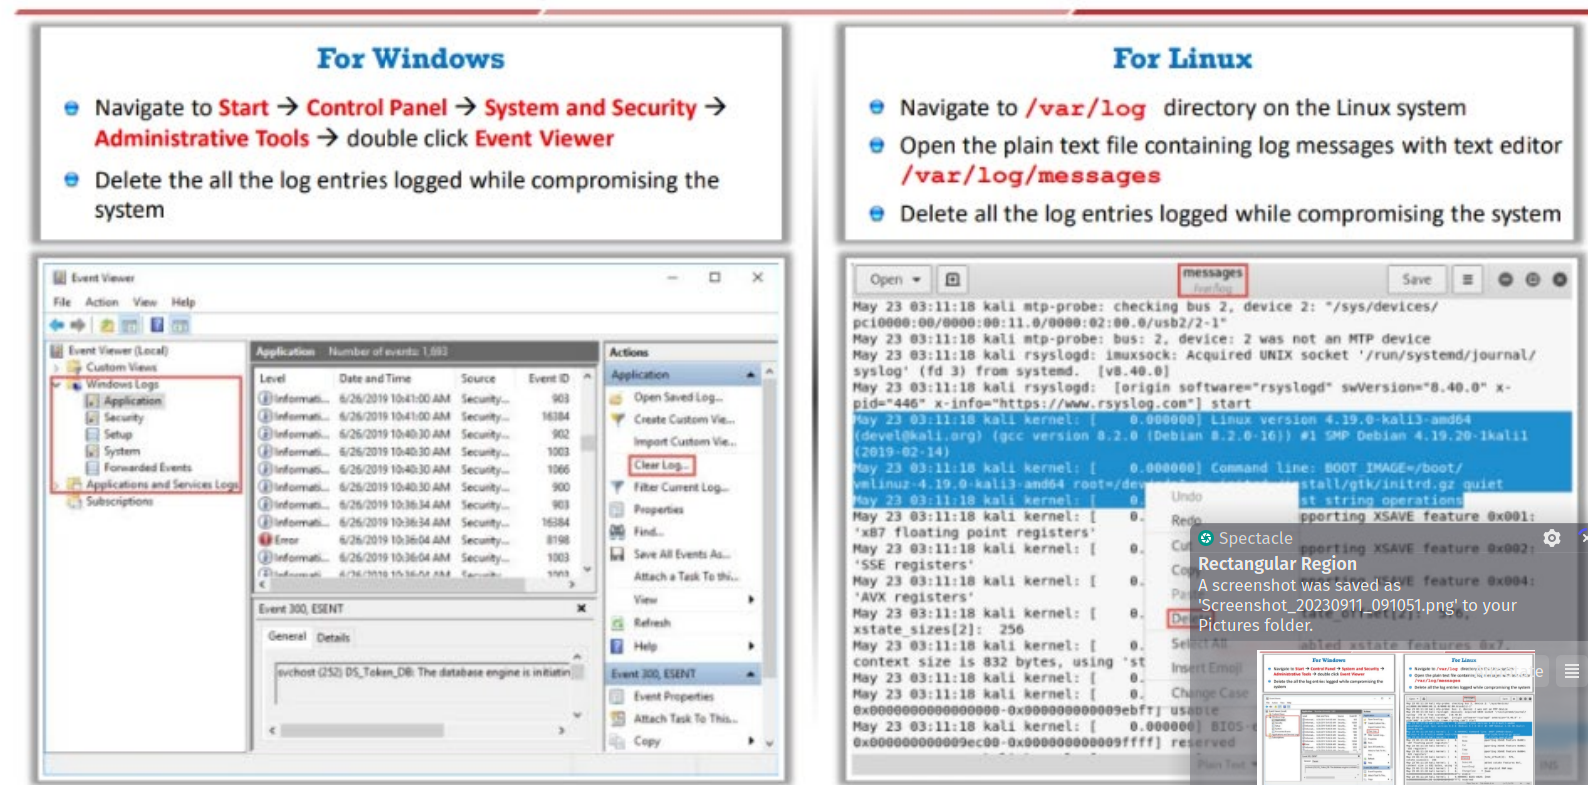 For Windows
Navigate to Start → Control Panel → System and Security →
Administrative Tools → double click Event Viewer
Delete the all the log entries logged while compromising the
system
For Linux
Navigate to /var/log directory on the Linux system
Open the plain text file containing log messages with text editor
/var/log/messages
Delete all the log entries logged while compromising the system
Event Viewer
File Action View Help
Event Viewer (Local)
Custom Views
Windows Logs
Application
Security
Setup
System
Forwarded Events
Applications and Services Logs
Subscriptions
Application Number of events: 1,693
Level Date and Time Source Event ID
Informati... 6/26/2019 10:41:00 AM Security... 903
Informati... 6/26/2019 10:41:00 AM Security... 16384
Informati... 6/26/2019 10:40:30 AM Security... 902
Informati... 6/26/2019 10:40:30 AM Security... 1003
Informati... 6/26/2019 10:40:30 AM Security... 1066
Informati... 6/26/2019 10:40:30 AM Security... 900
Informati... 6/26/2019 10:36:34 AM Security... 903
Informati... 6/26/2019 10:36:34 AM Security... 16384
Error 6/26/2019 10:36:04 AM Security... 8198
Informati... 6/26/2019 10:36:04 AM Security... 1003
Informati... 6/26/2019 10:36:04 AM Security... 1003
Event 300, ESENT
General Details
svchost (252) DS_Token_DB: The database engine is initiatin
Actions
Application
Open Saved Log...
Create Custom Vie...
Import Custom Vie...
Clear Log...
Filter Current Log...
Properties
Find...
Save All Events As...
Attach a Task To thi...
View
Refresh
Help
Event 300, ESENT
Event Properties
Attach Task To This...
Copy
Open
messages
/var/log
Save
May 23 03:11:18 kali mtp-probe: checking bus 2, device 2: "/sys/devices/
pci0000:00/0000:00:11.0/0000:02:00.0/usb2/2-1"
May 23 03:11:18 kali mtp-probe: bus: 2, device: 2 was not an MTP device
May 23 03:11:18 kali rsyslogd: imuxsock: Acquired UNIX socket '/run/systemd/journal/
syslog' (fd 3) from systemd. [v8.40.0]
May 23 03:11:18 kali rsyslogd: [origin software="rsyslogd" swVersion="8.40.0" x-
pid="446" x-info="https://www.rsyslog.com"] start
May 23 03:11:18 kali kernel: [ 0.000000] Linux version 4.19.0-kali3-amd64
(devel@kali.org) (gcc version 8.2.0 (Debian 8.2.0-16)) #1 SMP Debian 4.19.20-1kali1
(2019-02-14)
May 23 03:11:18 kali kernel: [ 0.000000] Command line: BOOT_IMAGE=/boot/
vmlinuz-4.19.0-kali3-amd64 root=/dev/ stall/gtk/initrd.gz quiet
May 23 03:11:18 kali kernel: [ 0. st string operations
May 23 03:11:18 kali kernel: [ 0. pporting XSAVE feature 0x001:
'x87 floating point registers'
May 23 03:11:18 kali kernel: [ 0. pporting XSAVE feature 0x002:
'SSE registers'
May 23 03:11:18 kali kernel: [ 0. pporting XSAVE feature 0x004:
'AVX registers'
May 23 03:11:18 kali kernel: [ 0.
xstate_sizes[2]: 256
May 23 03:11:18 kali kernel: [ 0. abled xstate features 0x7,
context size is 832 bytes, using 'st
May 23 03:11:18 kali kernel: [ 0.
May 23 03:11:18 kali kernel: [ 0.
0x0000000000000000-0x000000000009ebff] usable
May 23 03:11:18 kali kernel: [ 0.000000] BIOS-e
0x000000000009ec00-0x000000000009ffff] reserved
Undo
Redo
Cut
Copy
Paste
Delete
Select All
Insert Emoji
Change Case
Plain Text
INS
Spectacle
Rectangular Region
A screenshot was saved as
'Screenshot_20230911_091051.png' to your
Pictures folder.
For Windows
For Linux